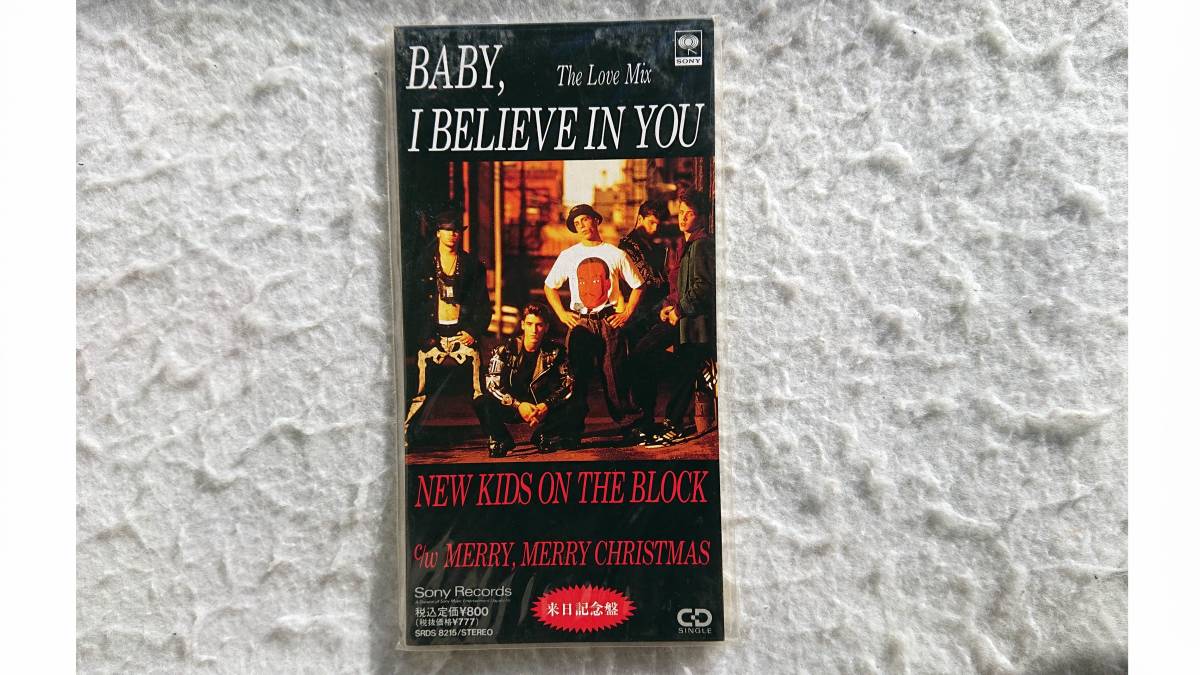 SONY
BABY,
The Love Mix
I BELIEVE IN YOU
NEW KIDS ON THE BLOCK
c/w MERRY, MERRY CHRISTMAS
Sony Records
税込定価¥800
(税抜価格¥777)
SRDS 8215/STEREO
来日記念盤
CD
SINGLE